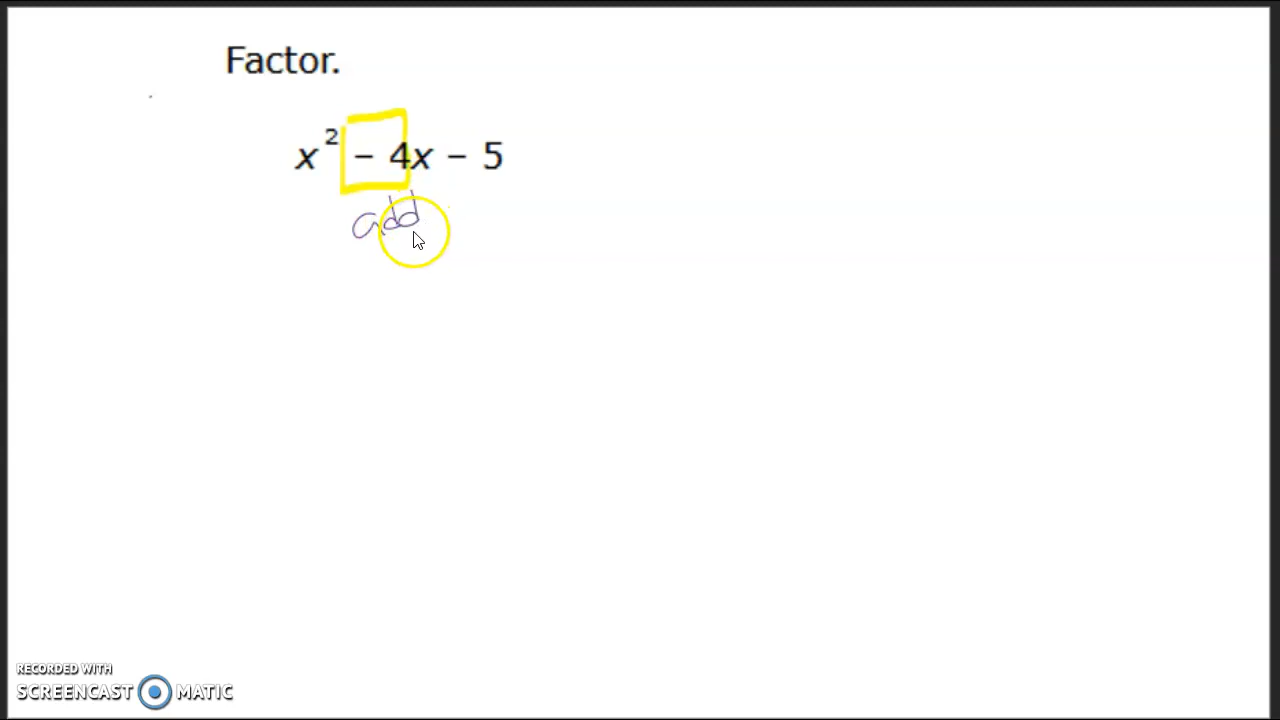 Factor.
x² – 4x – 5
add
RECORDED WITH
SCREENCAST MATIC